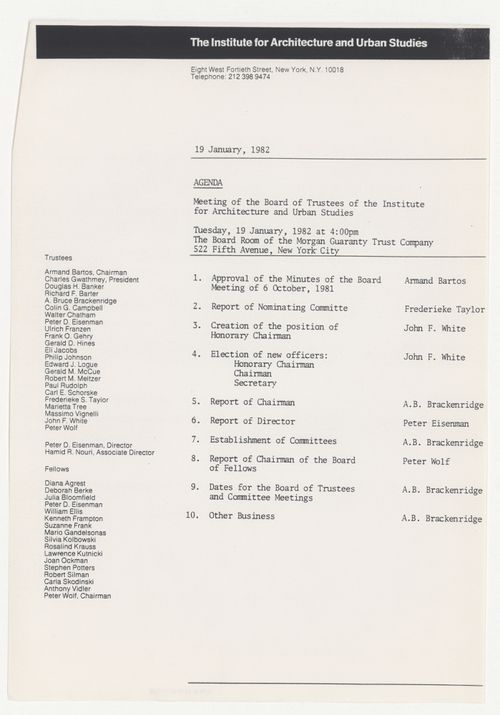 The Institute for Architecture and Urban Studies
Eight West Fortieth Street, New York, N.Y. 10018
Telephone: 212 398 9474
19 January, 1982
AGENDA
Meeting of the Board of Trustees of the Institute
for Architecture and Urban Studies
Tuesday, 19 January, 1982 at 4:00pm
The Board Room of the Morgan Guaranty Trust Company
522 Fifth Avenue, New York City
Trustees
Armand Bartos, Chairman
Charles Gwathmey, President
Douglas H. Banker
Richard F. Barter
A. Bruce Brackenridge
Colin G. Campbell
Walter Chatham
Peter D. Eisenman
Ulrich Franzen
Frank O. Gehry
Gerald D. Hines
Eli Jacobs
Philip Johnson
Edward J. Logue
Gerald M. McCue
Robert M. Meltzer
Paul Rudolph
Carl E. Schorske
Frederieke S. Taylor
Marietta Tree
Massimo Vignelli
John F. White
Peter Wolf
Peter D. Eisenman, Director
Hamid R. Nouri, Associate Director
Fellows
Diana Agrest
Deborah Berke
Julia Bloomfield
Peter D. Eisenman
William Ellis
Kenneth Frampton
Suzanne Frank
Mario Gandelsonas
Silvia Kolbowski
Rosalind Krauss
Lawrence Kutnicki
Joan Ockman
Stephen Potters
Robert Silman
Carla Skodinski
Anthony Vidler
Peter Wolf, Chairman
1. Approval of the Minutes of the Board Armand Bartos
Meeting of 6 October, 1981
2. Report of Nominating Committe Frederieke Taylor
3. Creation of the position of John F. White
Honorary Chairman
4. Election of new officers: John F. White
Honorary Chairman
Chairman
Secretary
5. Report of Chairman A.B. Brackenridge
6. Report of Director Peter Eisenman
7. Establishment of Committees A.B. Brackenridge
8. Report of Chairman of the Board Peter Wolf
of Fellows
9. Dates for the Board of Trustees A.B. Brackenridge
and Committee Meetings
10. Other Business A.B. Brackenridge